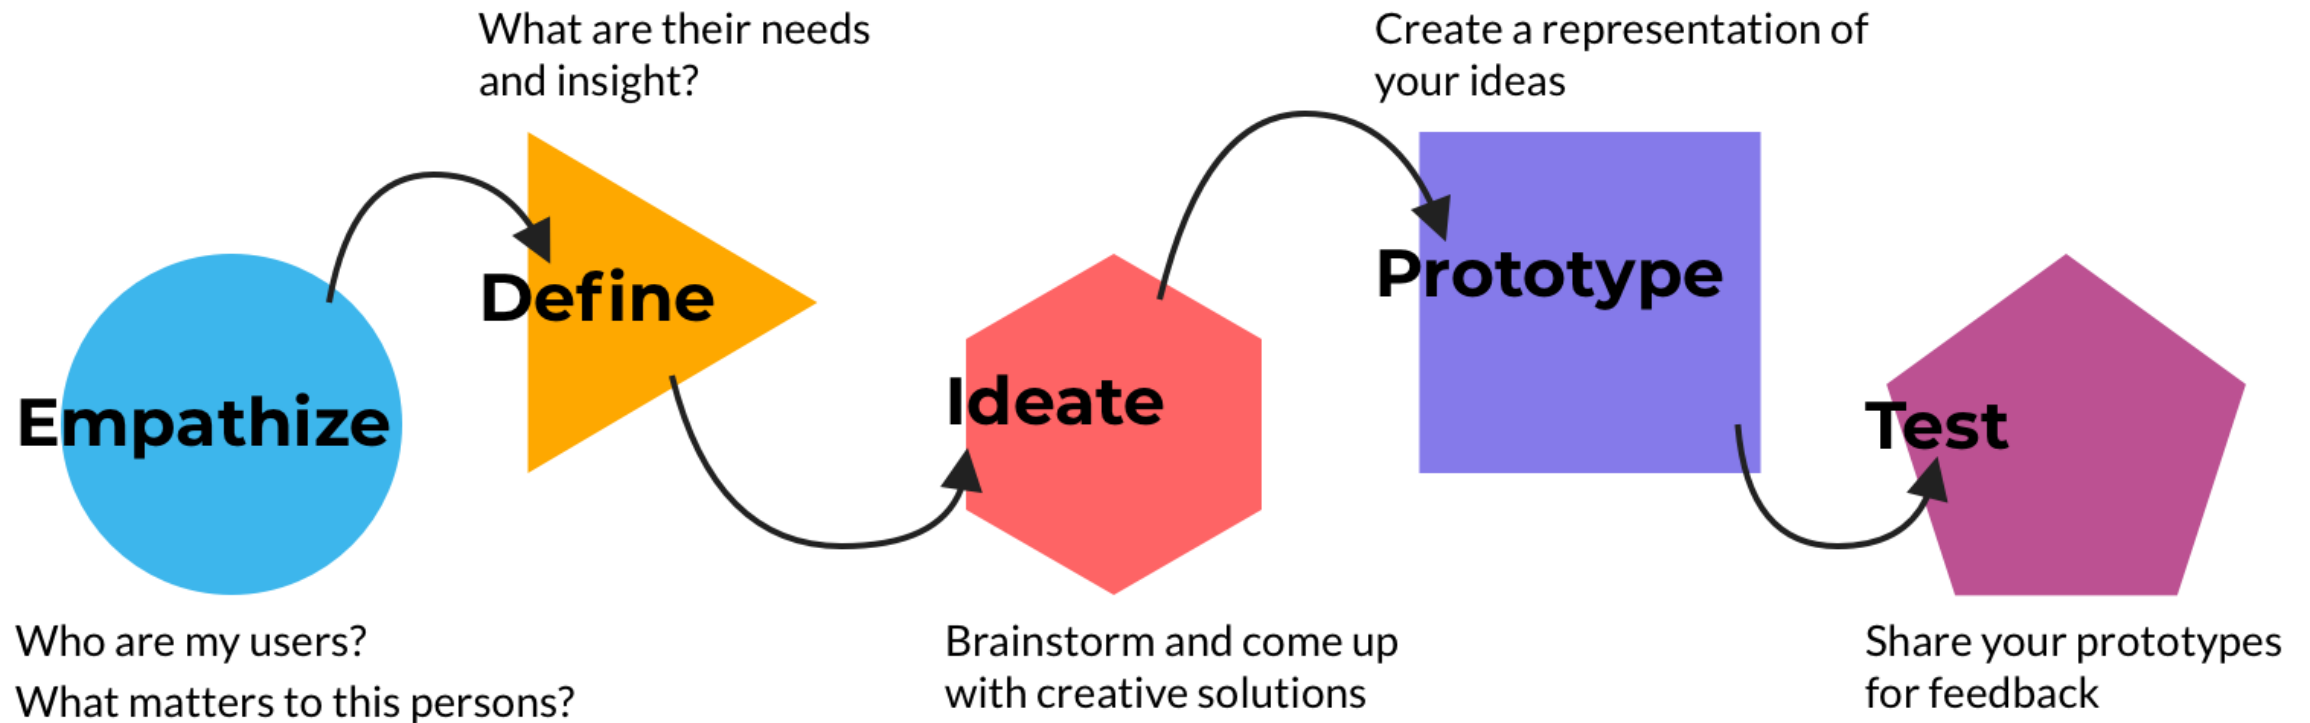 Empathize
Who are my users?
What matters to this persons?
What are their needs
and insight?
Define
Ideate
Brainstorm and come up
with creative solutions
Create a representation of
your ideas
Prototype
Test
Share your prototypes
for feedback